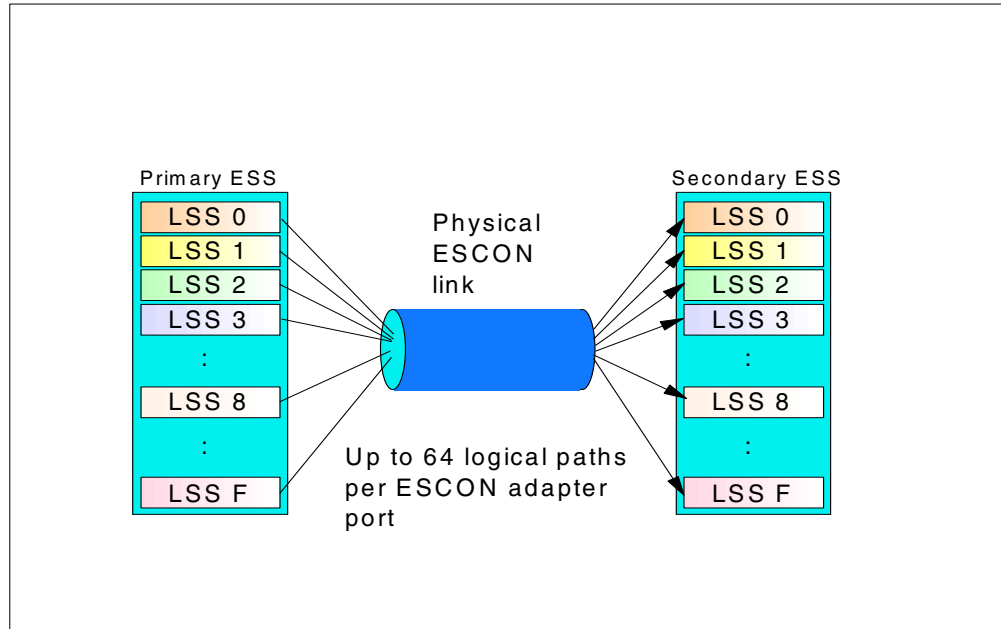 Primary ESS
LSS 0
LSS 1
LSS 2
LSS 3
:
LSS 8
:
LSS F
Physical
ESCON
link
Up to 64 logical paths
per ESCON adapter
port
Secondary ESS
LSS 0
LSS 1
LSS 2
LSS 3
:
LSS 8
:
LSS F